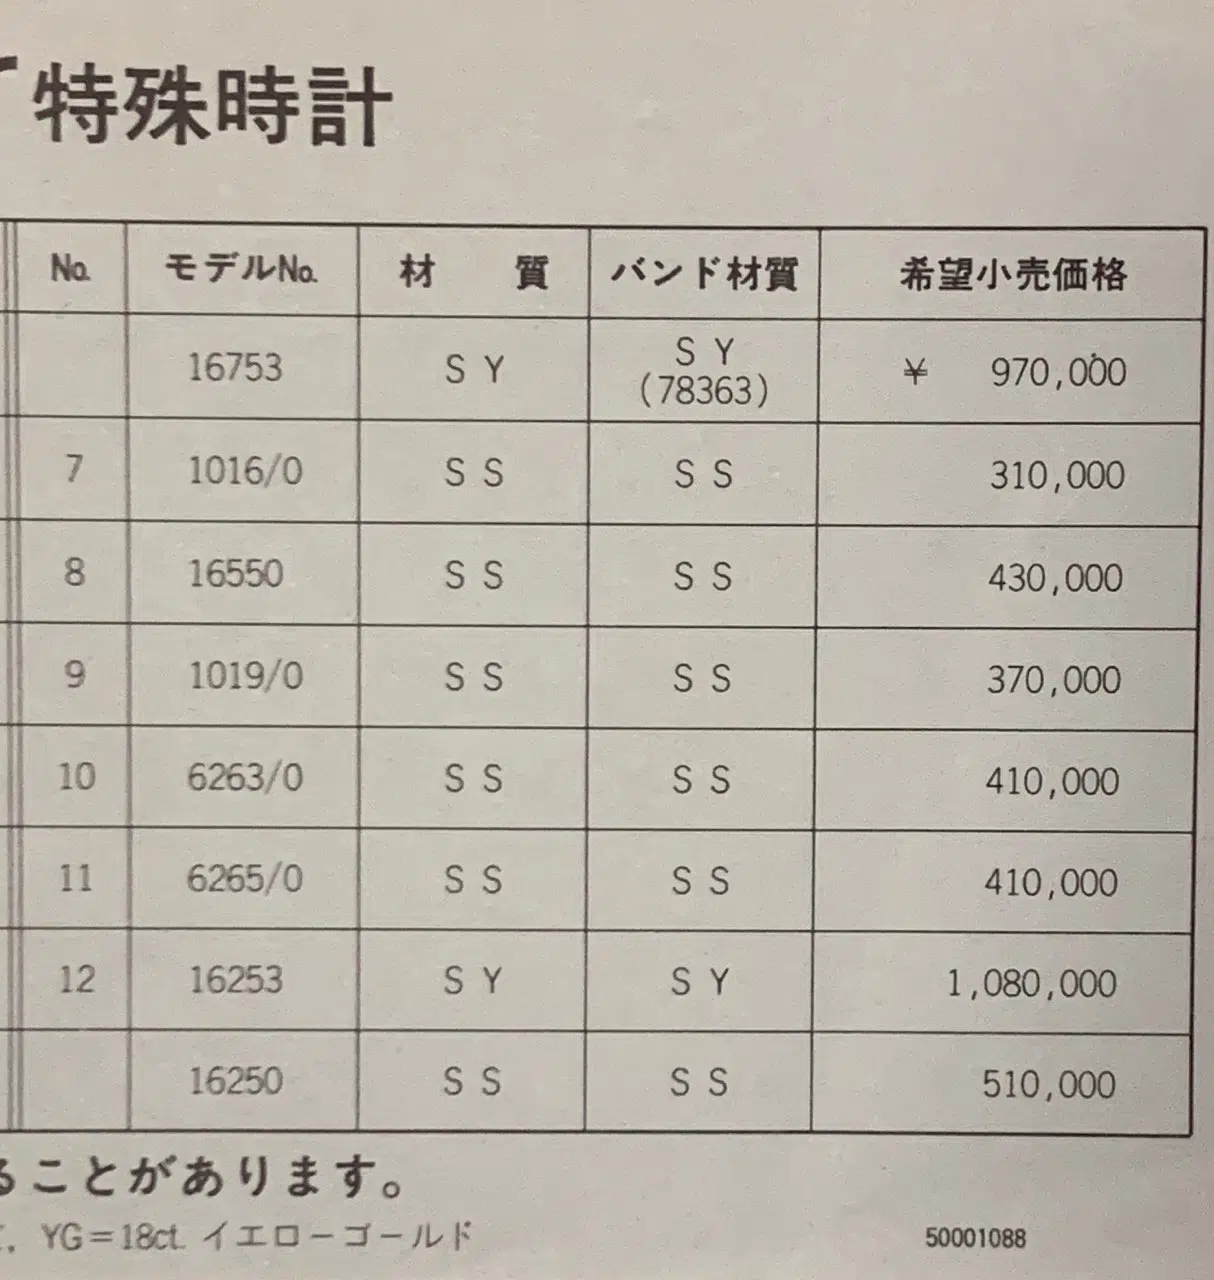 特殊時計
No. モデルNo. 材 質 バンド材質 希望小売価格
16753 S Y S Y (78363) ¥ 970,000
7 1016/0 S S S S 310,000
8 16550 S S S S 430,000
9 1019/0 S S S S 370,000
10 6263/0 S S S S 410,000
11 6265/0 S S S S 410,000
12 16253 S Y S Y 1,080,000
16250 S S S S 510,000
ることがあります。
YG=18ct. イエローゴールド 50001088